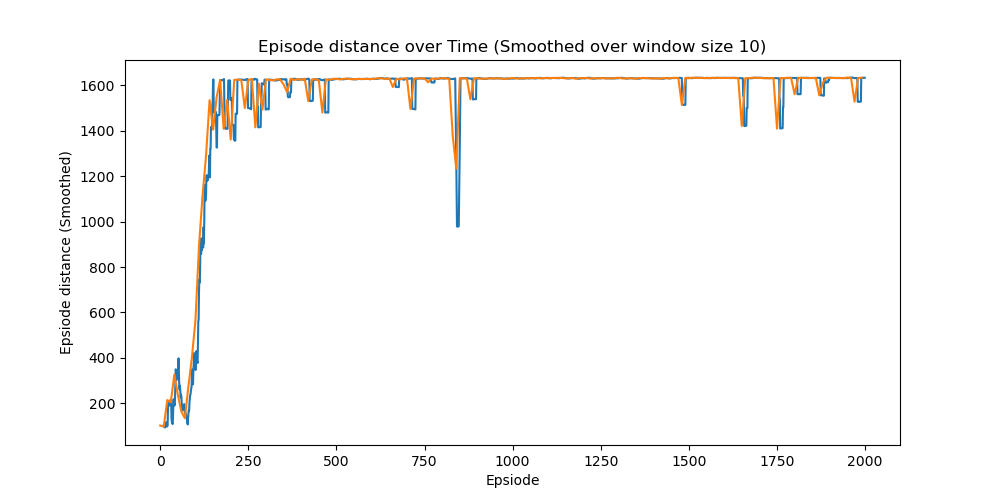 Episode distance over Time (Smoothed over window size 10)
Epsiode distance (Smoothed)
1600
1400
1200
1000
800
600
400
200
0 250 500 750 1000 1250 1500 1750 2000
Epsiode